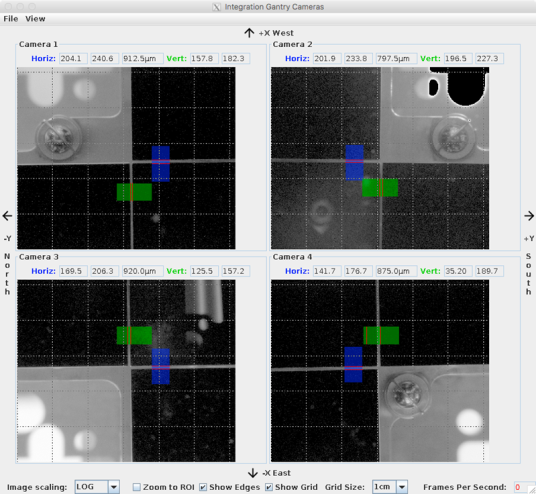 Integration Gantry Cameras
File View
+X West
Camera 1
Horiz: 204.1 240.6 912.5µm Vert: 157.8 182.3
Camera 2
Horiz: 201.9 233.8 797.5µm Vert: 196.5 227.3
-Y
North
+Y
South
Camera 3
Horiz: 169.5 206.3 920.0µm Vert: 125.5 157.2
Camera 4
Horiz: 141.7 176.7 875.0µm Vert: 35.20 189.7
-X East
Image scaling: LOG Zoom to ROI Show Edges Show Grid Grid Size: 1cm Frames Per Second: 0